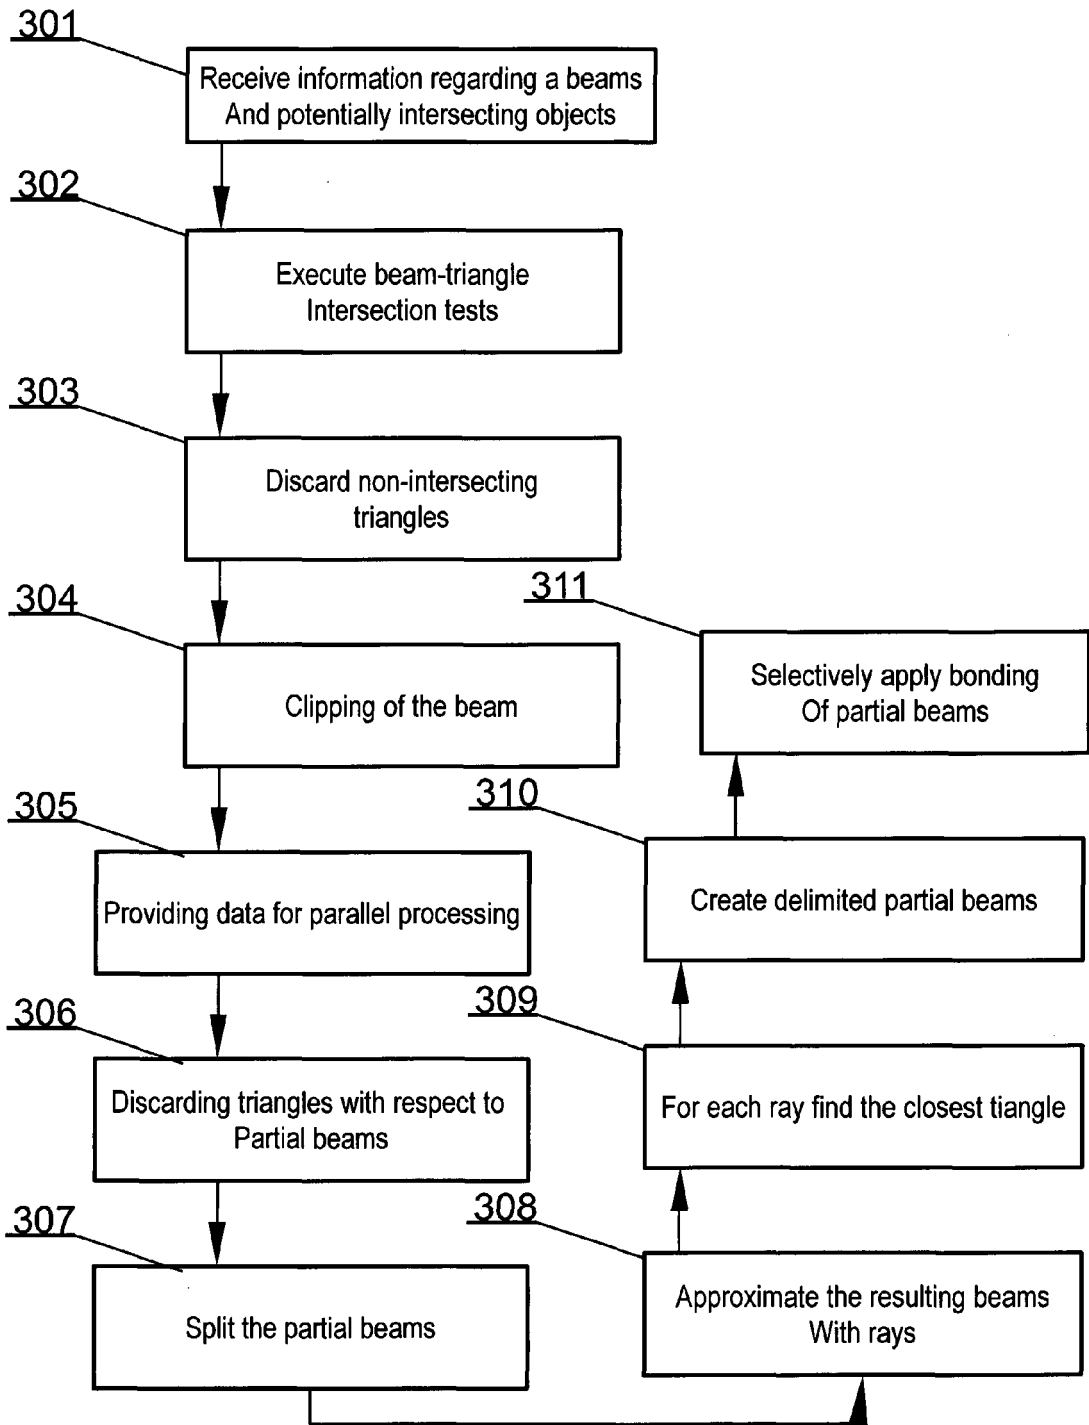 301
Receive information regarding a beams
And potentially intersecting objects
302
Execute beam-triangle
Intersection tests
303
Discard non-intersecting
triangles
304
Clipping of the beam
305
Providing data for parallel processing
306
Discarding triangles with respect to
Partial beams
307
Split the partial beams
308
Approximate the resulting beams
With rays
309
For each ray find the closest tiangle
310
Create delimited partial beams
311
Selectively apply bonding
Of partial beams